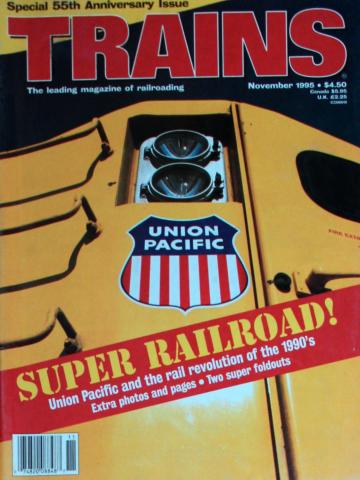 Special 55th Anniversary Issue
TRAINS
The leading magazine of railroading
November 1995 • $4.50
Canada $5.95
U.K. £2.25
UNION
PACIFIC
SUPER RAILROAD!
Union Pacific and the rail revolution of the 1990's
Extra photos and pages • Two super foldouts
11